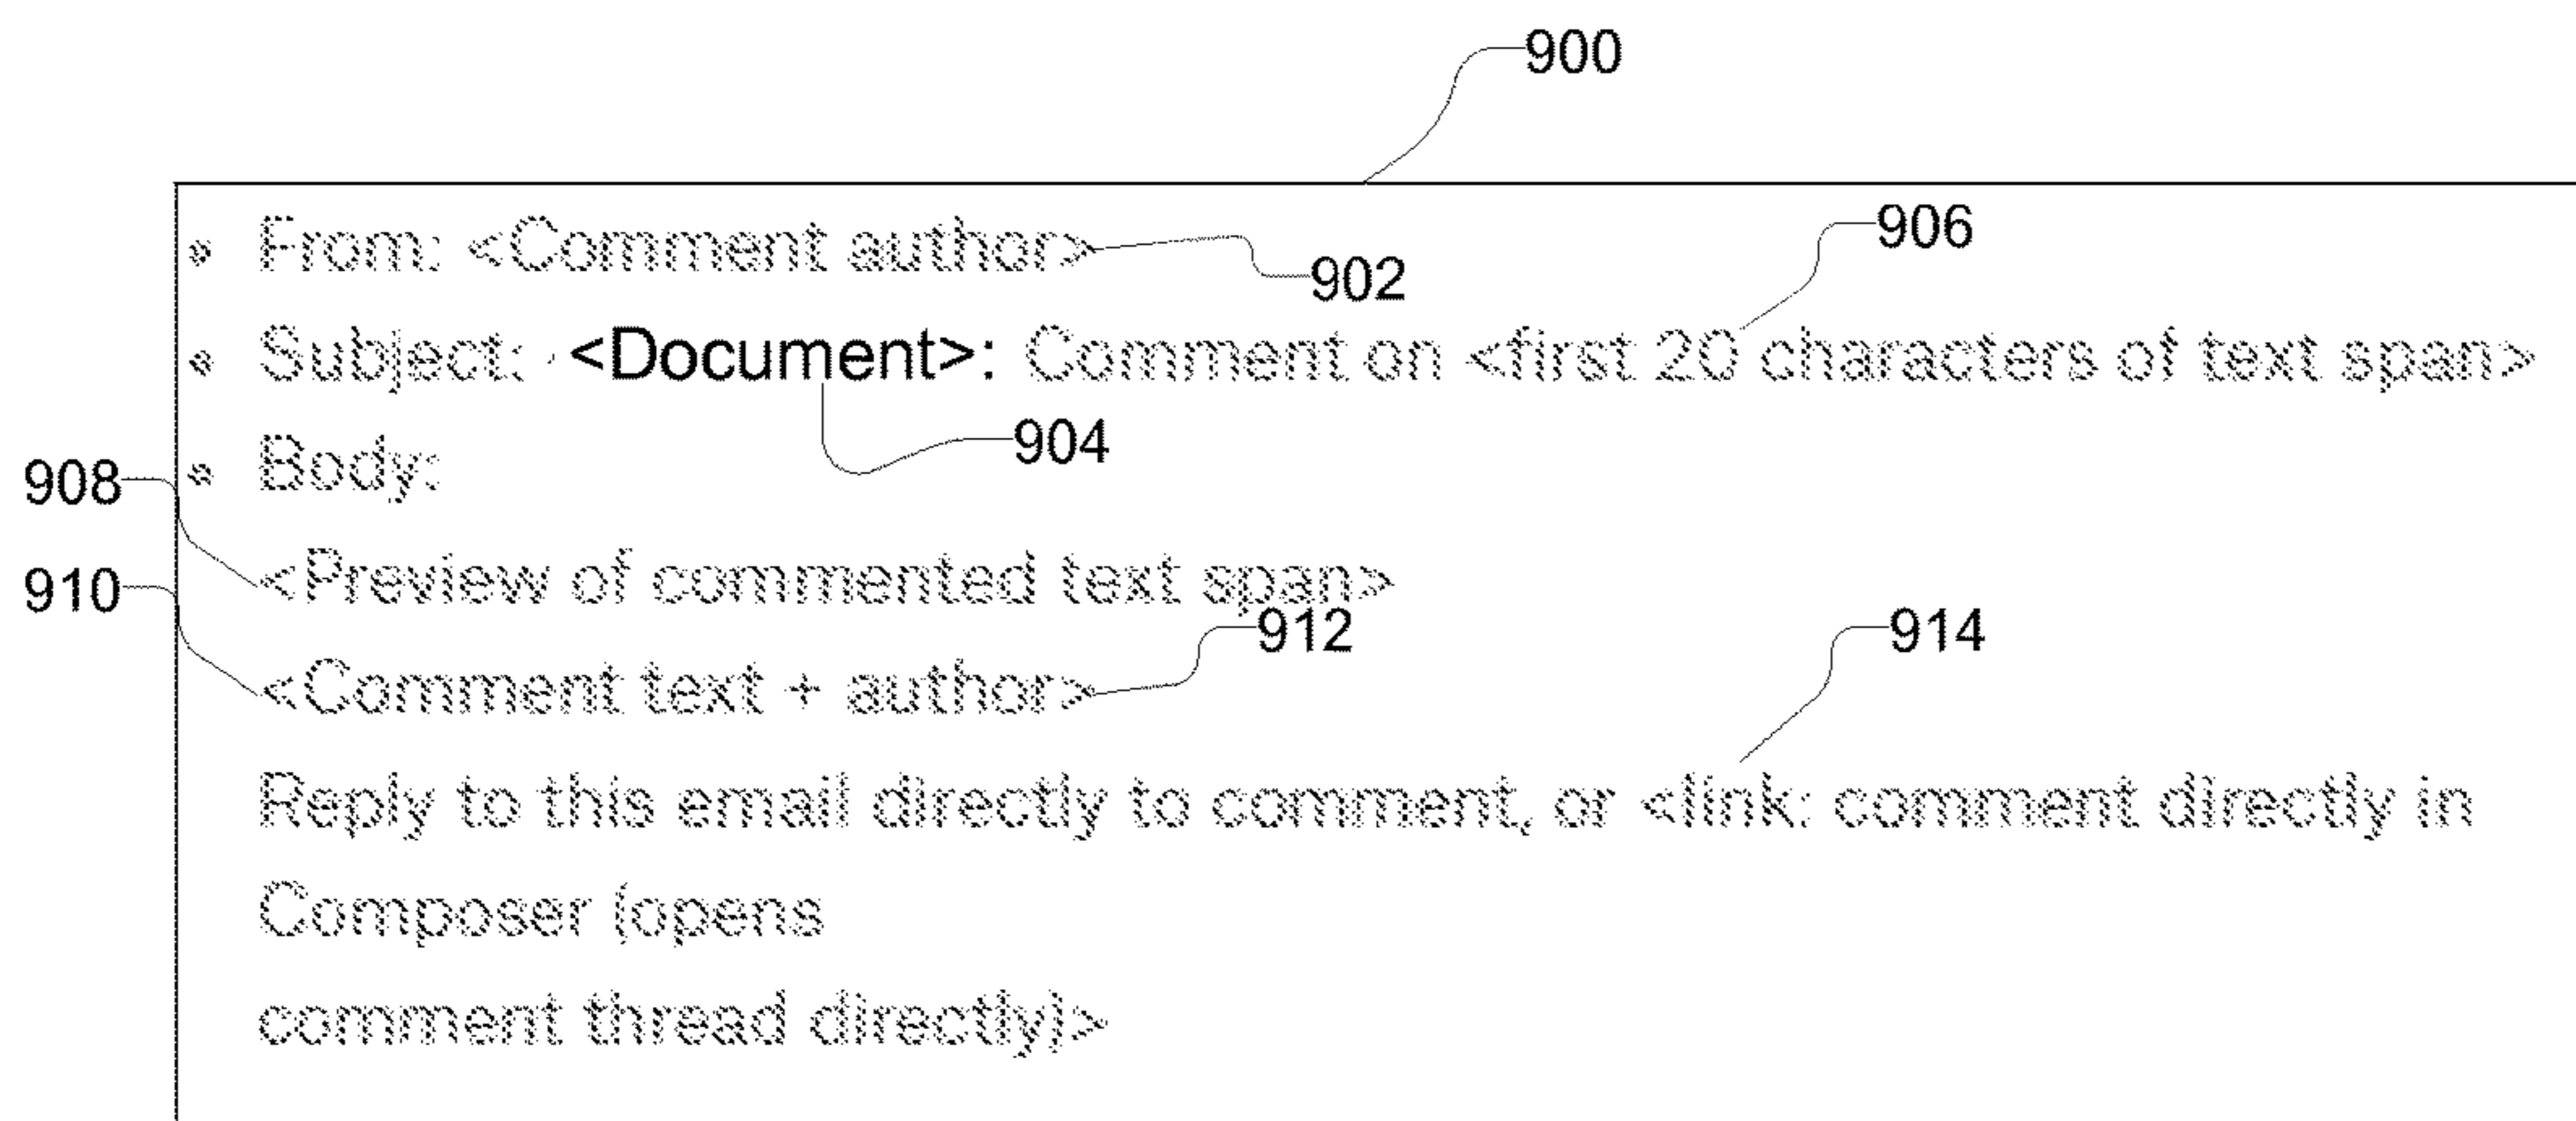 900
• From: <Comment author>
902
906
• Subject: <Document>: Comment on <first 20 characters of text span>
904
• Body:
908
<Preview of commented text span>
910
912
914
<Comment text + author>
Reply to this email directly to comment, or <link: comment directly in
Composer (opens
comment thread directly)>